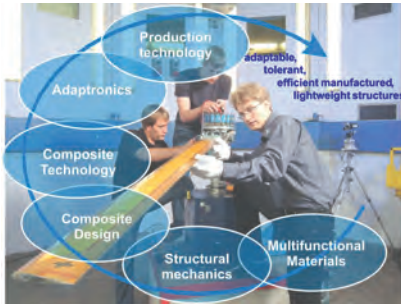 Production
technology
adaptable,
tolerant,
efficient manufactured,
lightweight structures
Adaptronics
Composite
Technology
Composite
Design
Structural
mechanics
Multifunctional
Materials